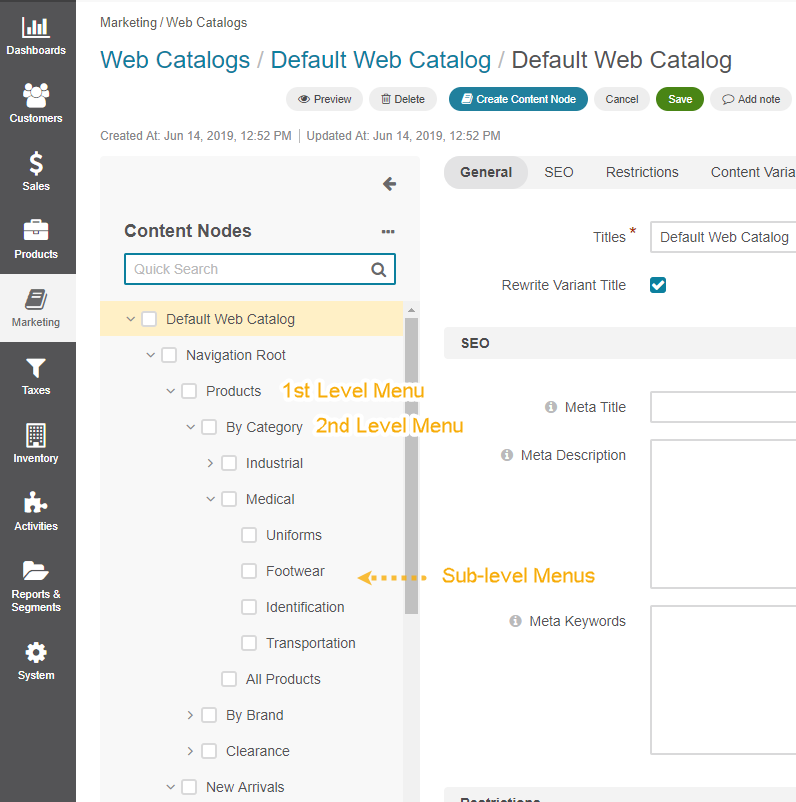 Dashboards
Customers
Sales
Products
Marketing
Taxes
Inventory
Activities
Reports &
Segments
System
Marketing / Web Catalogs
Web Catalogs / Default Web Catalog / Default Web Catalog
Preview Delete Create Content Node Cancel Save Add note
Created At: Jun 14, 2019, 12:52 PM | Updated At: Jun 14, 2019, 12:52 PM
Content Nodes
Quick Search
Default Web Catalog
Navigation Root
Products 1st Level Menu
By Category 2nd Level Menu
Industrial
Medical
Uniforms
Footwear Sub-level Menus
Identification
Transportation
All Products
By Brand
Clearance
New Arrivals
General SEO Restrictions Content Varia
Titles * Default Web Catalog
Rewrite Variant Title
SEO
Meta Title
Meta Description
Meta Keywords
Restrictions